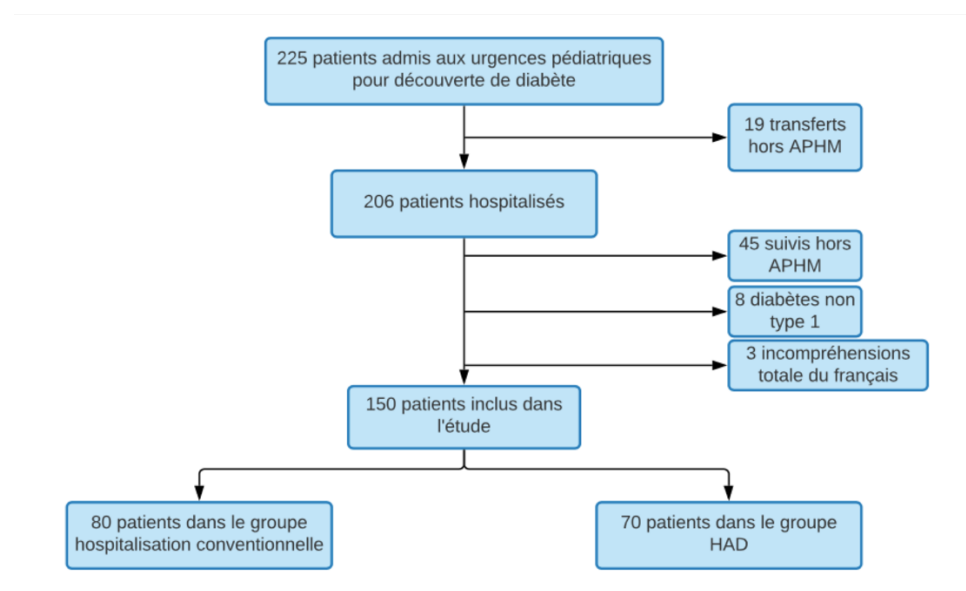 225 patients admis aux urgences pédiatriques
pour découverte de diabète
19 transferts
hors APHM
206 patients hospitalisés
45 suivis hors
APHM
8 diabètes non
type 1
3 incompréhensions
totale du français
150 patients inclus dans
l'étude
80 patients dans le groupe
hospitalisation conventionnelle
70 patients dans le groupe
HAD